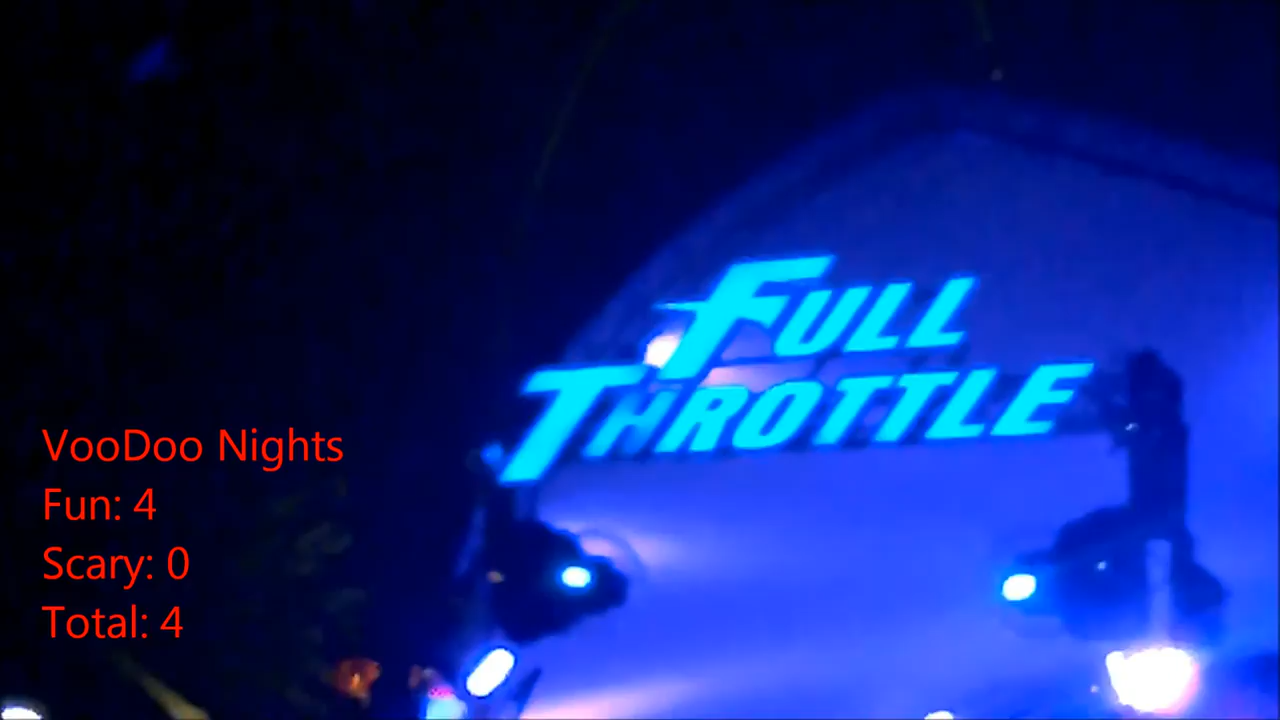 FULL
THROTTLE
VooDoo Nights
Fun: 4
Scary: 0
Total: 4